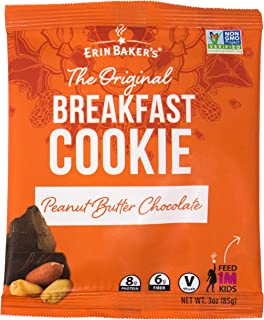 ERIN BAKER'S
NON
GMO
Project
VERIFIED
The Original
BREAKFAST
COOKIE
Peanut Butter Chocolate
8g
PROTEIN
6g
FIBER
V
VEGAN
FEED
1M
KIDS
NET WT. 3oz (85g)